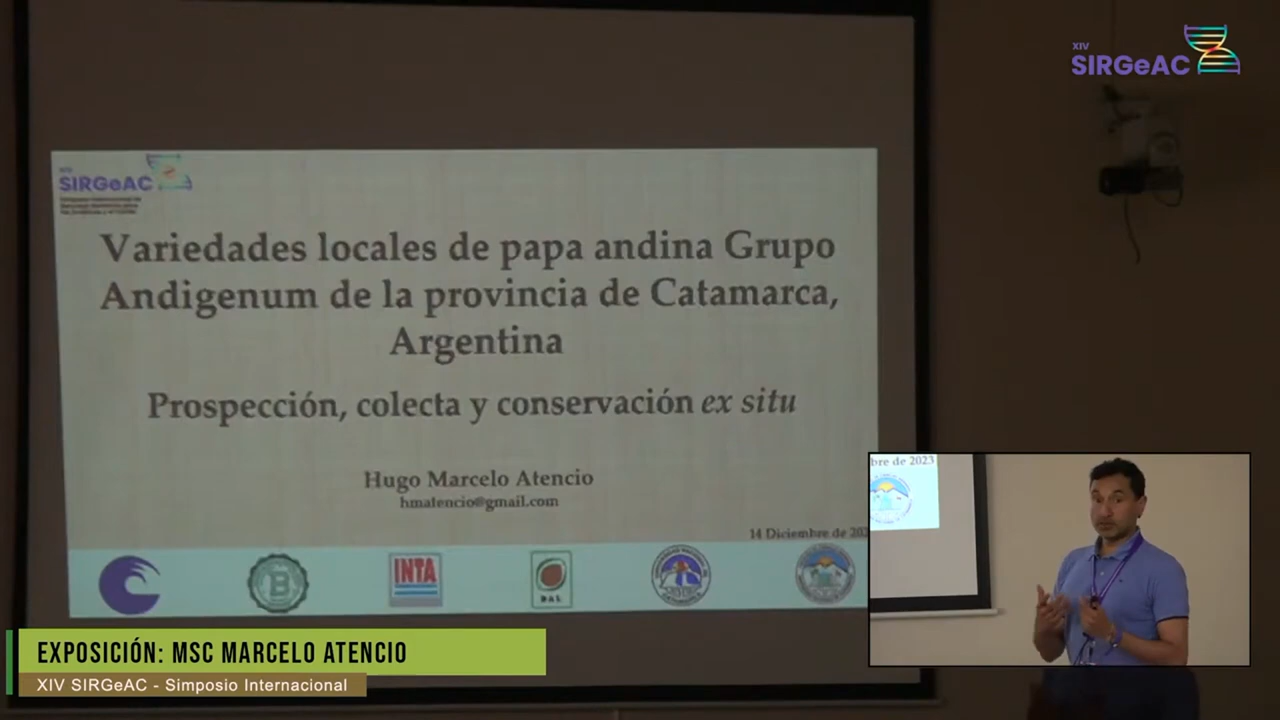 XIV
SIRGeAC
XIV
SIRGeAC
Variedades locales de papa andina Grupo
Andigenum de la provincia de Catamarca,
Argentina
Prospección, colecta y conservación ex situ
Hugo Marcelo Atencio
hmatencio@gmail.com
14 Diciembre de 202
bre de 2023
B
INTA
BAL
EXPOSICIÓN: MSC MARCELO ATENCIO
XIV SIRGeAC - Simposio Internacional